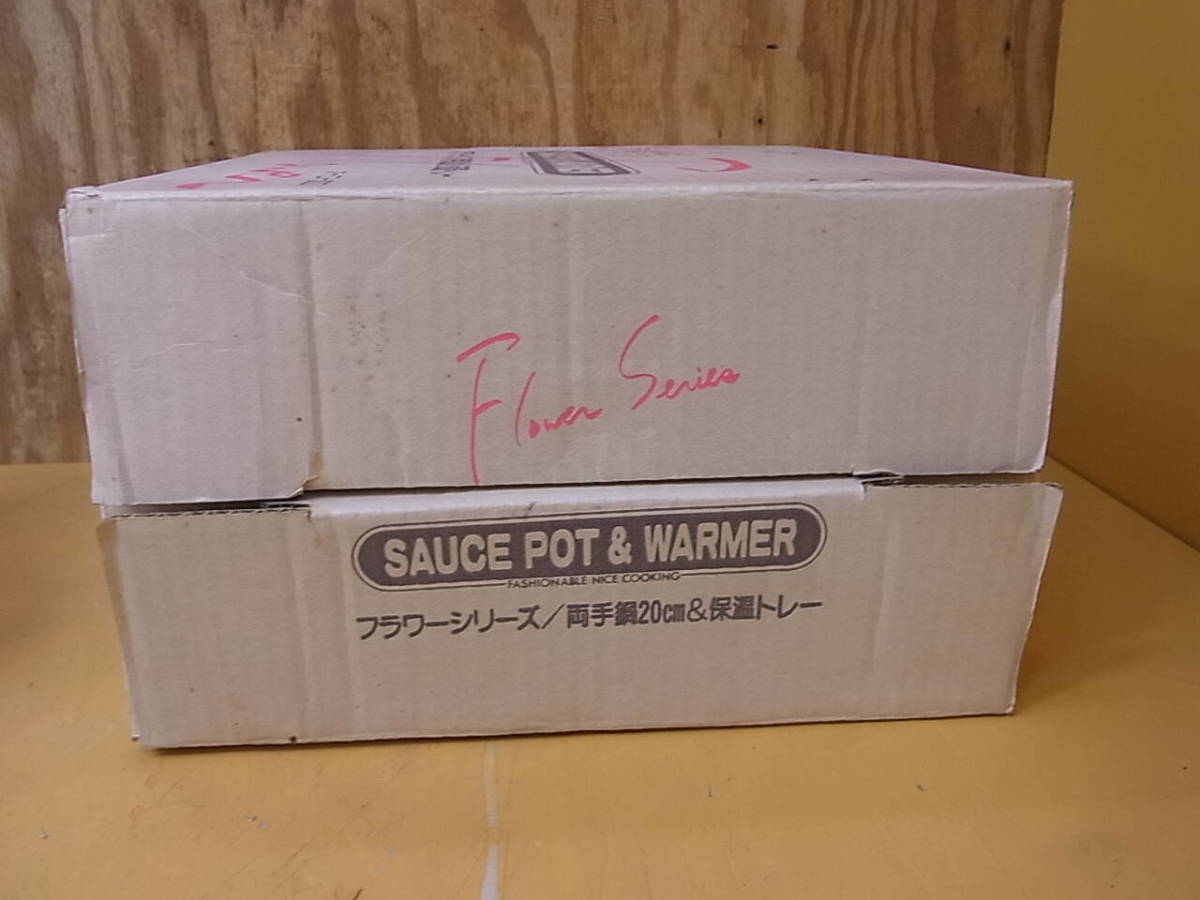 Flower Series
SAUCE POT & WARMER
FASHIONABLE NICE COOKING
フラワーシリーズ/両手鍋20cm&保温トレー